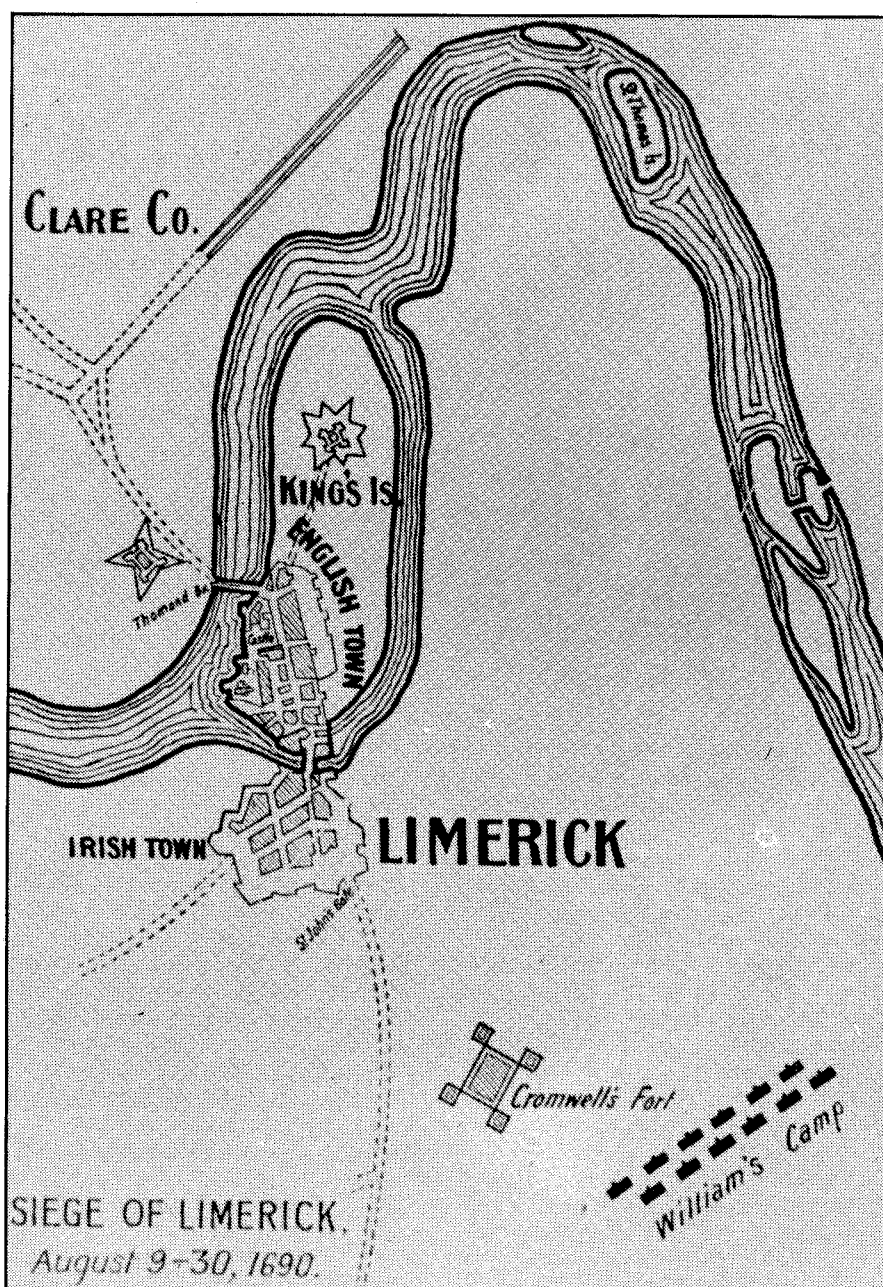 St Thomas Is
CLARE CO.
KING'S IS.
ENGLISH TOWN
Thomond Br.
IRISH TOWN
LIMERICK
St John's Gate
Cromwell's Fort
William's Camp
SIEGE OF LIMERICK.
August 9-30, 1690.